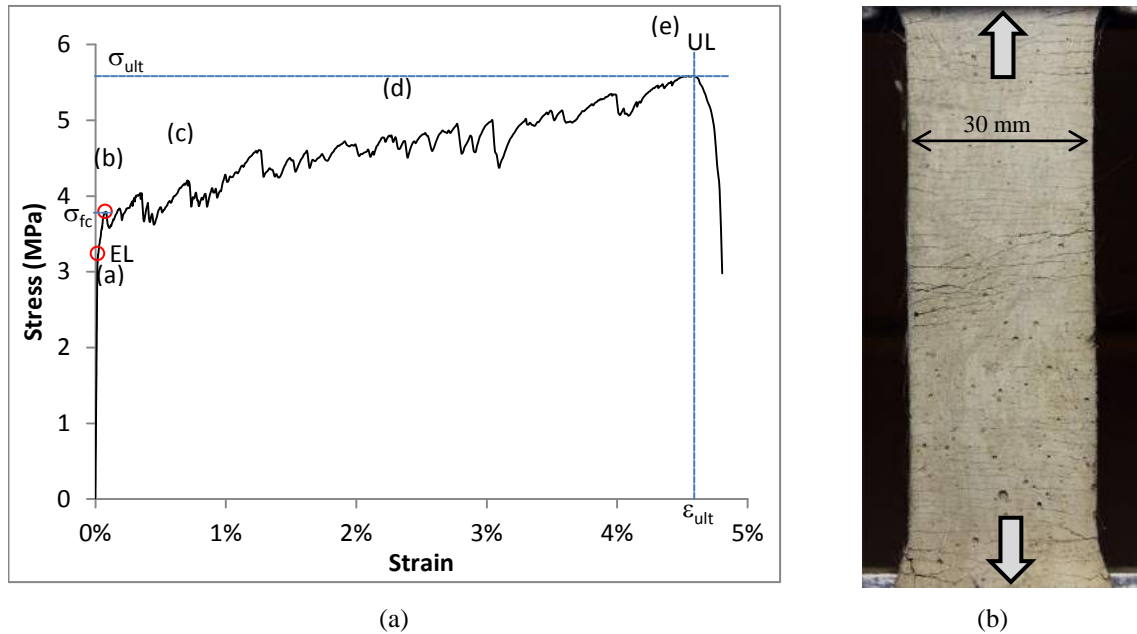 (e)
UL
6
σult
(d)
5
(c)
(b)
4
σfc
EL
(a)
3
2
1
0
Stress (MPa)
εult
0%
1%
2%
3%
4%
5%
Strain
(a)
30 mm
(b)